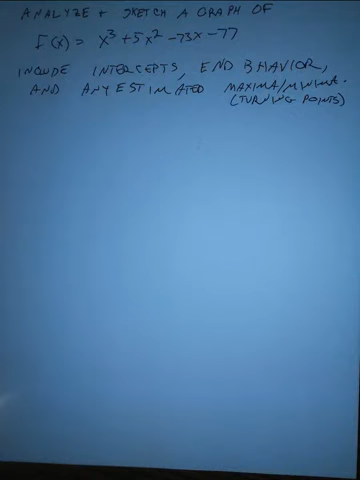 ANALYZE + SKETCH A GRAPH OF
F(x) = x³ + 5x² - 73x - 77
INCLUDE INTERCEPTS, END BEHAVIOR,
AND ANY ESTIMATED MAXIMA/MINIMA.
(TURNING POINTS)